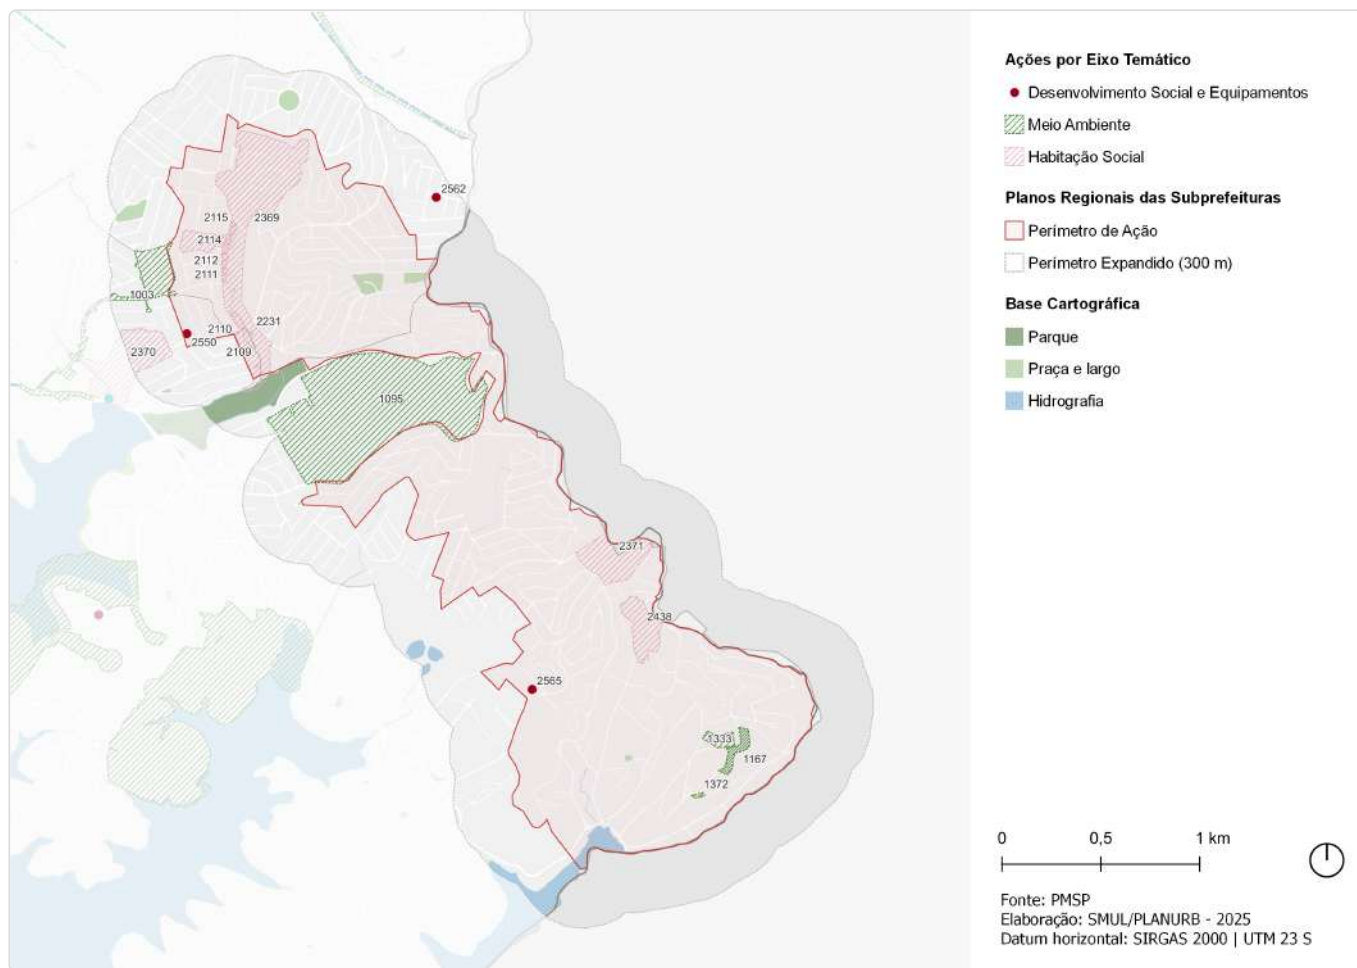 2562
2115
2369
2114
2112
2111
1003
2110
2231
2550
2370
2109
1095
2371
2438
2565
1333
1167
1372
Ações por Eixo Temático
Desenvolvimento Social e Equipamentos
Meio Ambiente
Habitação Social
Planos Regionais das Subprefeituras
Perímetro de Ação
Perímetro Expandido (300 m)
Base Cartográfica
Parque
Praça e largo
Hidrografia
0 0,5 1 km
Fonte: PMSP
Elaboração: SMUL/PLANURB - 2025
Datum horizontal: SIRGAS 2000 | UTM 23 S